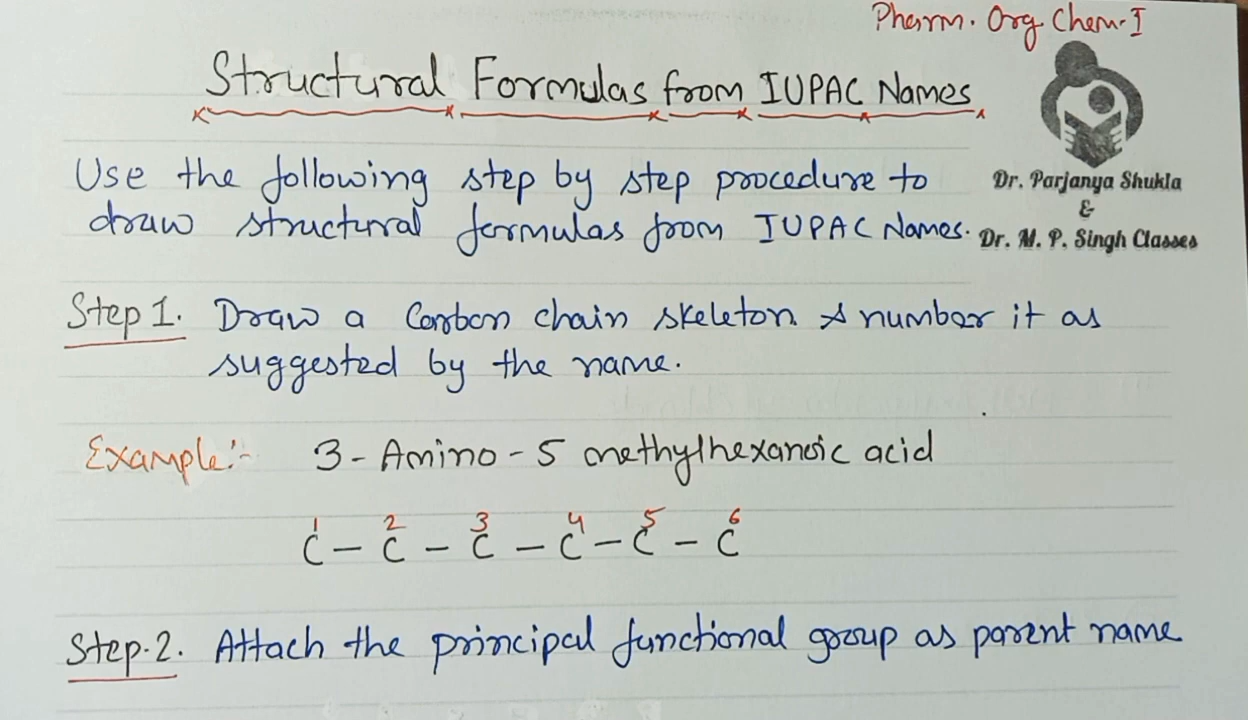 Pharm. Org. Chem-I
Structural Formulas from IUPAC Names
Dr. Parjanya Shukla
&
Dr. M. P. Singh Classes
Use the following step by step procedure to
draw structural formulas from IUPAC Names.
Step 1. Draw a Carbon chain skeleton & number it as
suggested by the name.
Example:- 3-Amino-5 methylhexanoic acid
1 2 3 4 5 6
C - C - C - C - C - C
Step-2. Attach the principal functional group as parent name